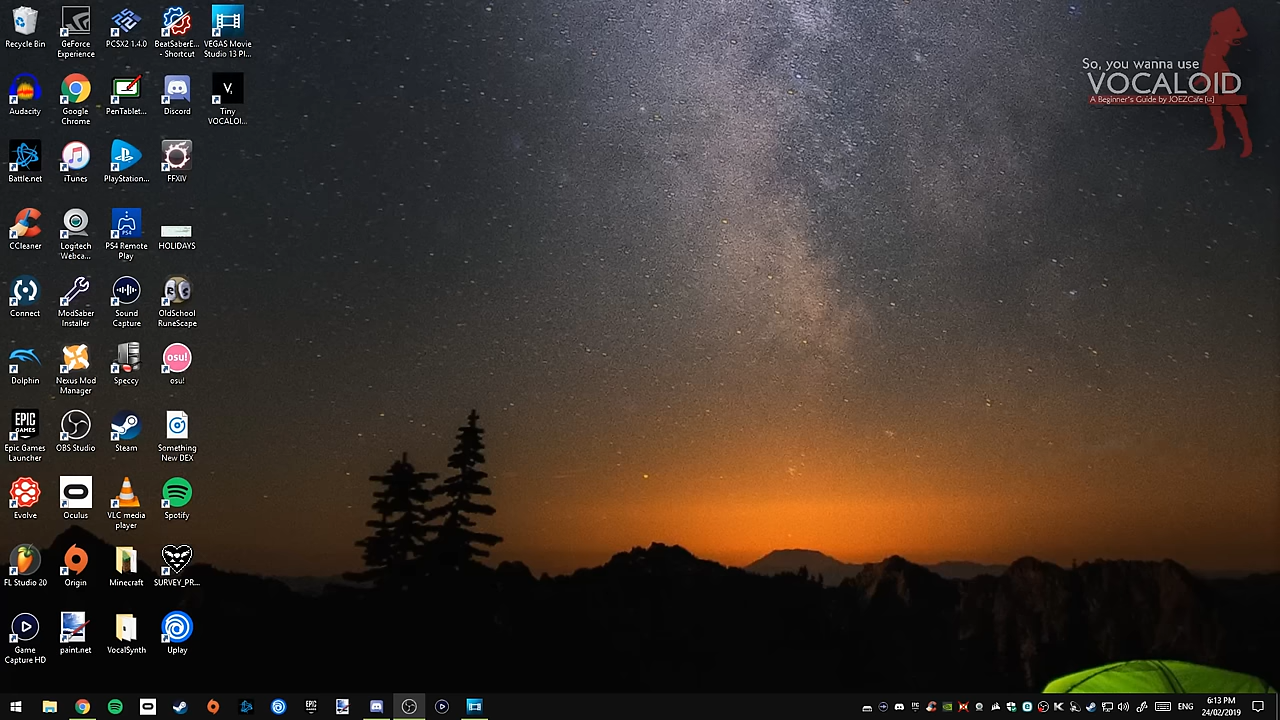 Recycle Bin
GeForce
Experience
PCSX2 1.4.0
BeatSaberE...
- Shortcut
VEGAS Movie
Studio 13 Pl...
Audacity
Google
Chrome
PenTablet...
Discord
V,
Tiny
VOCALOI...
Battle.net
iTunes
PlayStation...
FFXIV
CCleaner
Logitech
Webca...
PS4
PS4 Remote
Play
HOLIDAYS
Connect
ModSaber
Installer
Sound
Capture
OldSchool
RuneScape
Dolphin
Nexus Mod
Manager
Speccy
osu!
osu!
EPIC
GAMES
Epic Games
Launcher
OBS Studio
Steam
Something
New DEX
Evolve
Oculus
VLC media
player
Spotify
FL Studio 20
Origin
Minecraft
SURVEY_PR...
Game
Capture HD
paint.net
VocalSynth
Uplay
So, you wanna use
VOCALOID
A Beginner's Guide by JOEZCafe [u]
EPIC
ENG
6:13 PM
24/02/2019